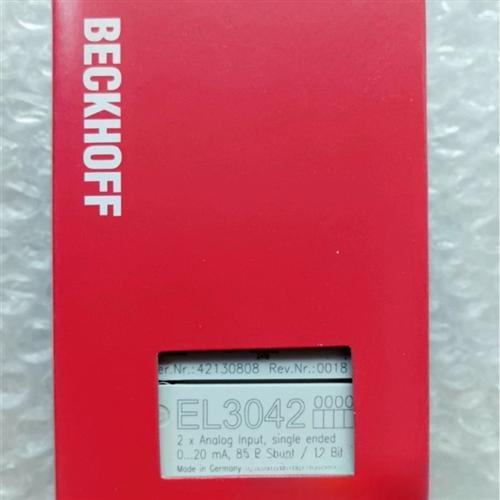 BECKHOFF
er.Nr.: 42130808 Rev.Nr.: 0018
EL3042 0000
2 x Analog Input, single ended
0...20 mA, 85 R Shunt / 12 Bit
Made in Germany